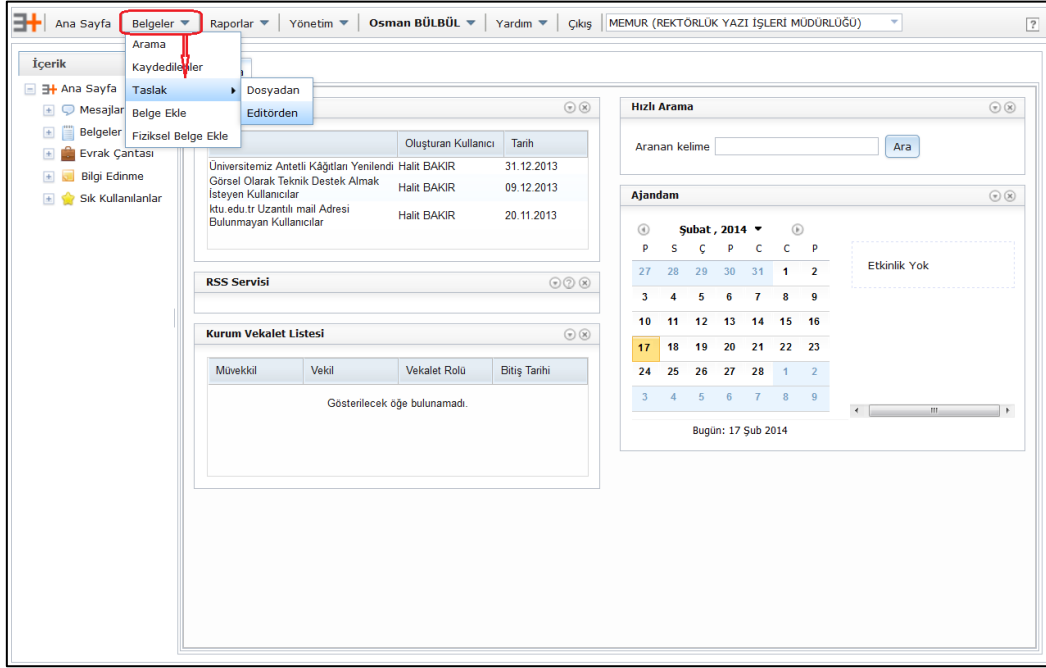 Ana Sayfa Belgeler Raporlar Yönetim Osman BÜLBÜL Yardım Çıkış MEMUR (REKTÖRLÜK YAZI İŞLERİ MÜDÜRLÜĞÜ) ?
Arama
Kaydedilenler
Taslak
Belge Ekle
Fiziksel Belge Ekle
Dosyadan
Editörden
İçerik
Ana Sayfa
Mesajlar
Belgeler
Evrak Çantası
Bilgi Edinme
Sık Kullanılanlar
Oluşturan Kullanıcı Tarih
Üniversitemiz Antetli Kâğıtları Yenilendi Halit BAKIR 31.12.2013
Görsel Olarak Teknik Destek Almak
İsteyen Kullanıcılar Halit BAKIR 09.12.2013
ktu.edu.tr Uzantılı mail Adresi
Bulunmayan Kullanıcılar Halit BAKIR 20.11.2013
RSS Servisi
Kurum Vekalet Listesi
Müvekkil Vekil Vekalet Rolü Bitiş Tarihi
Gösterilecek öğe bulunamadı.
Hızlı Arama
Aranan kelime Ara
Ajandam
Şubat , 2014
P S Ç P C C P
27 28 29 30 31 1 2
3 4 5 6 7 8 9
10 11 12 13 14 15 16
17 18 19 20 21 22 23
24 25 26 27 28 1 2
3 4 5 6 7 8 9
Bugün: 17 Şub 2014
Etkinlik Yok